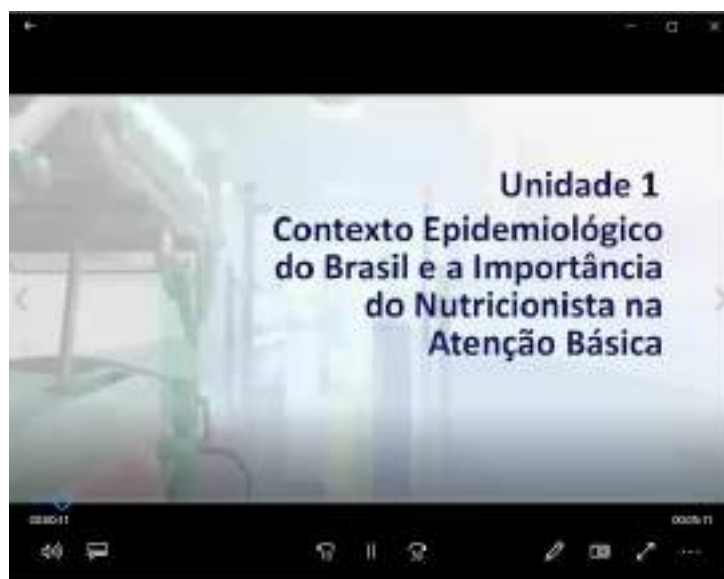 Unidade 1
Contexto Epidemiológico
do Brasil e a Importância
do Nutricionista na
Atenção Básica